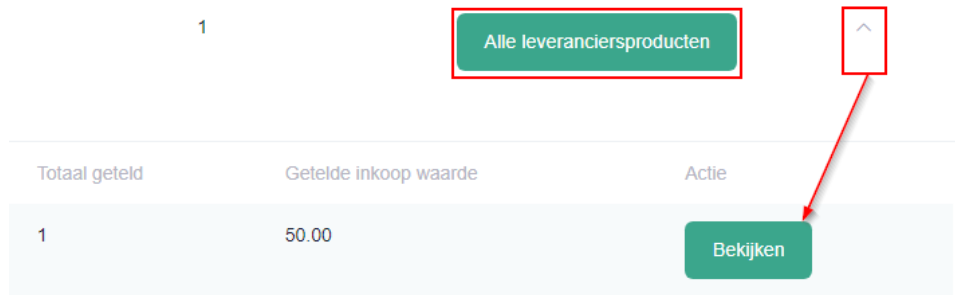 1 Alle leveranciersproducten
Totaal geteld Getelde inkoop waarde Actie
1 50.00 Bekijken